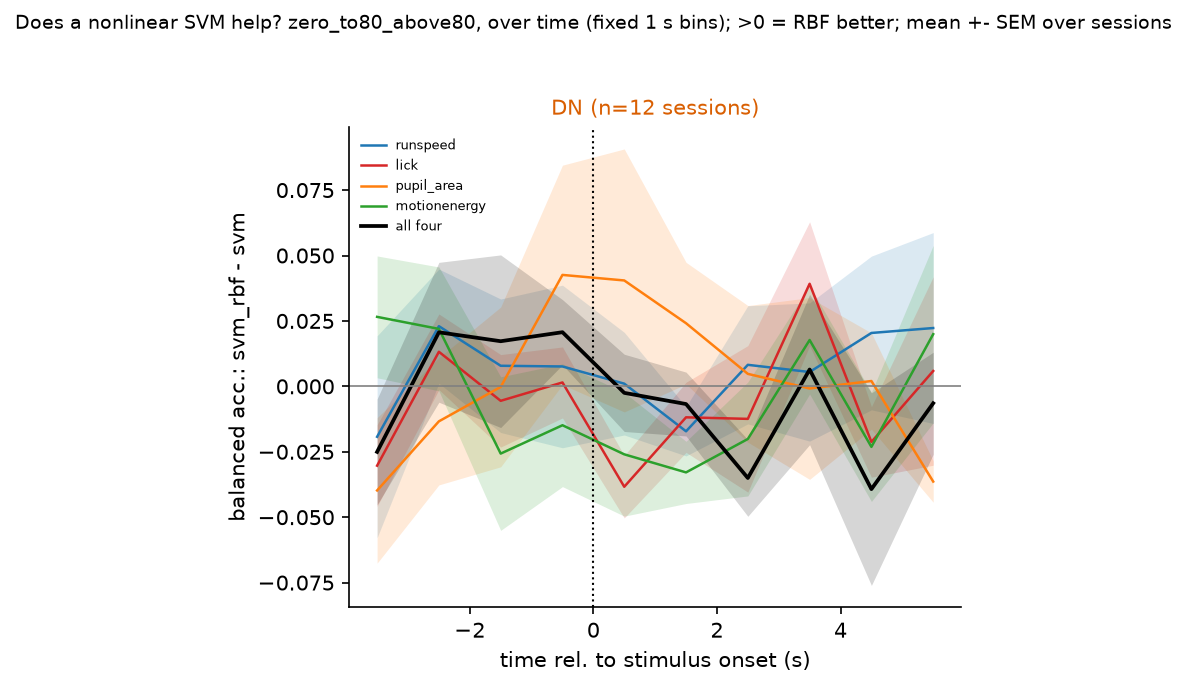 Does a nonlinear SVM help? zero_to80_above80, over time (fixed 1 s bins); >0 = RBF better; mean +- SEM over sessions
DN (n=12 sessions)
runspeed
lick
pupil_area
motionenergy
all four
balanced acc.: svm_rbf - svm
0.075
0.050
0.025
0.000
−0.025
−0.050
−0.075
−2
0
2
4
time rel. to stimulus onset (s)